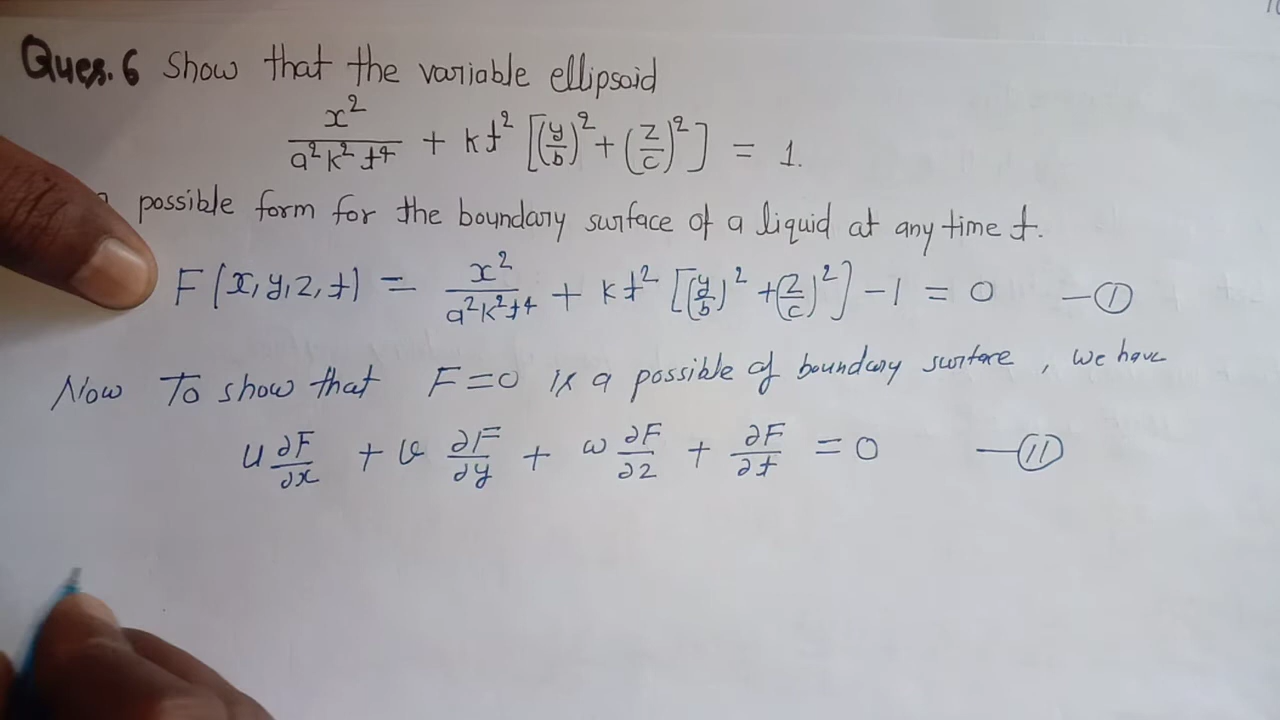 Ques. 6 Show that the variable ellipsoid
x²/a²k²t⁴ + kt² [(y/b)² + (z/c)²] = 1.
possible form for the boundary surface of a liquid at any time t.
F(x, y, z, t) = x²/a²k²t⁴ + kt² [(y/b)² + (z/c)²] - 1 = 0 —①
Now To show that F=0 is a possible of boundary surface, we have
u ∂F/∂x + v ∂F/∂y + w ∂F/∂z + ∂F/∂t = 0 —⑪